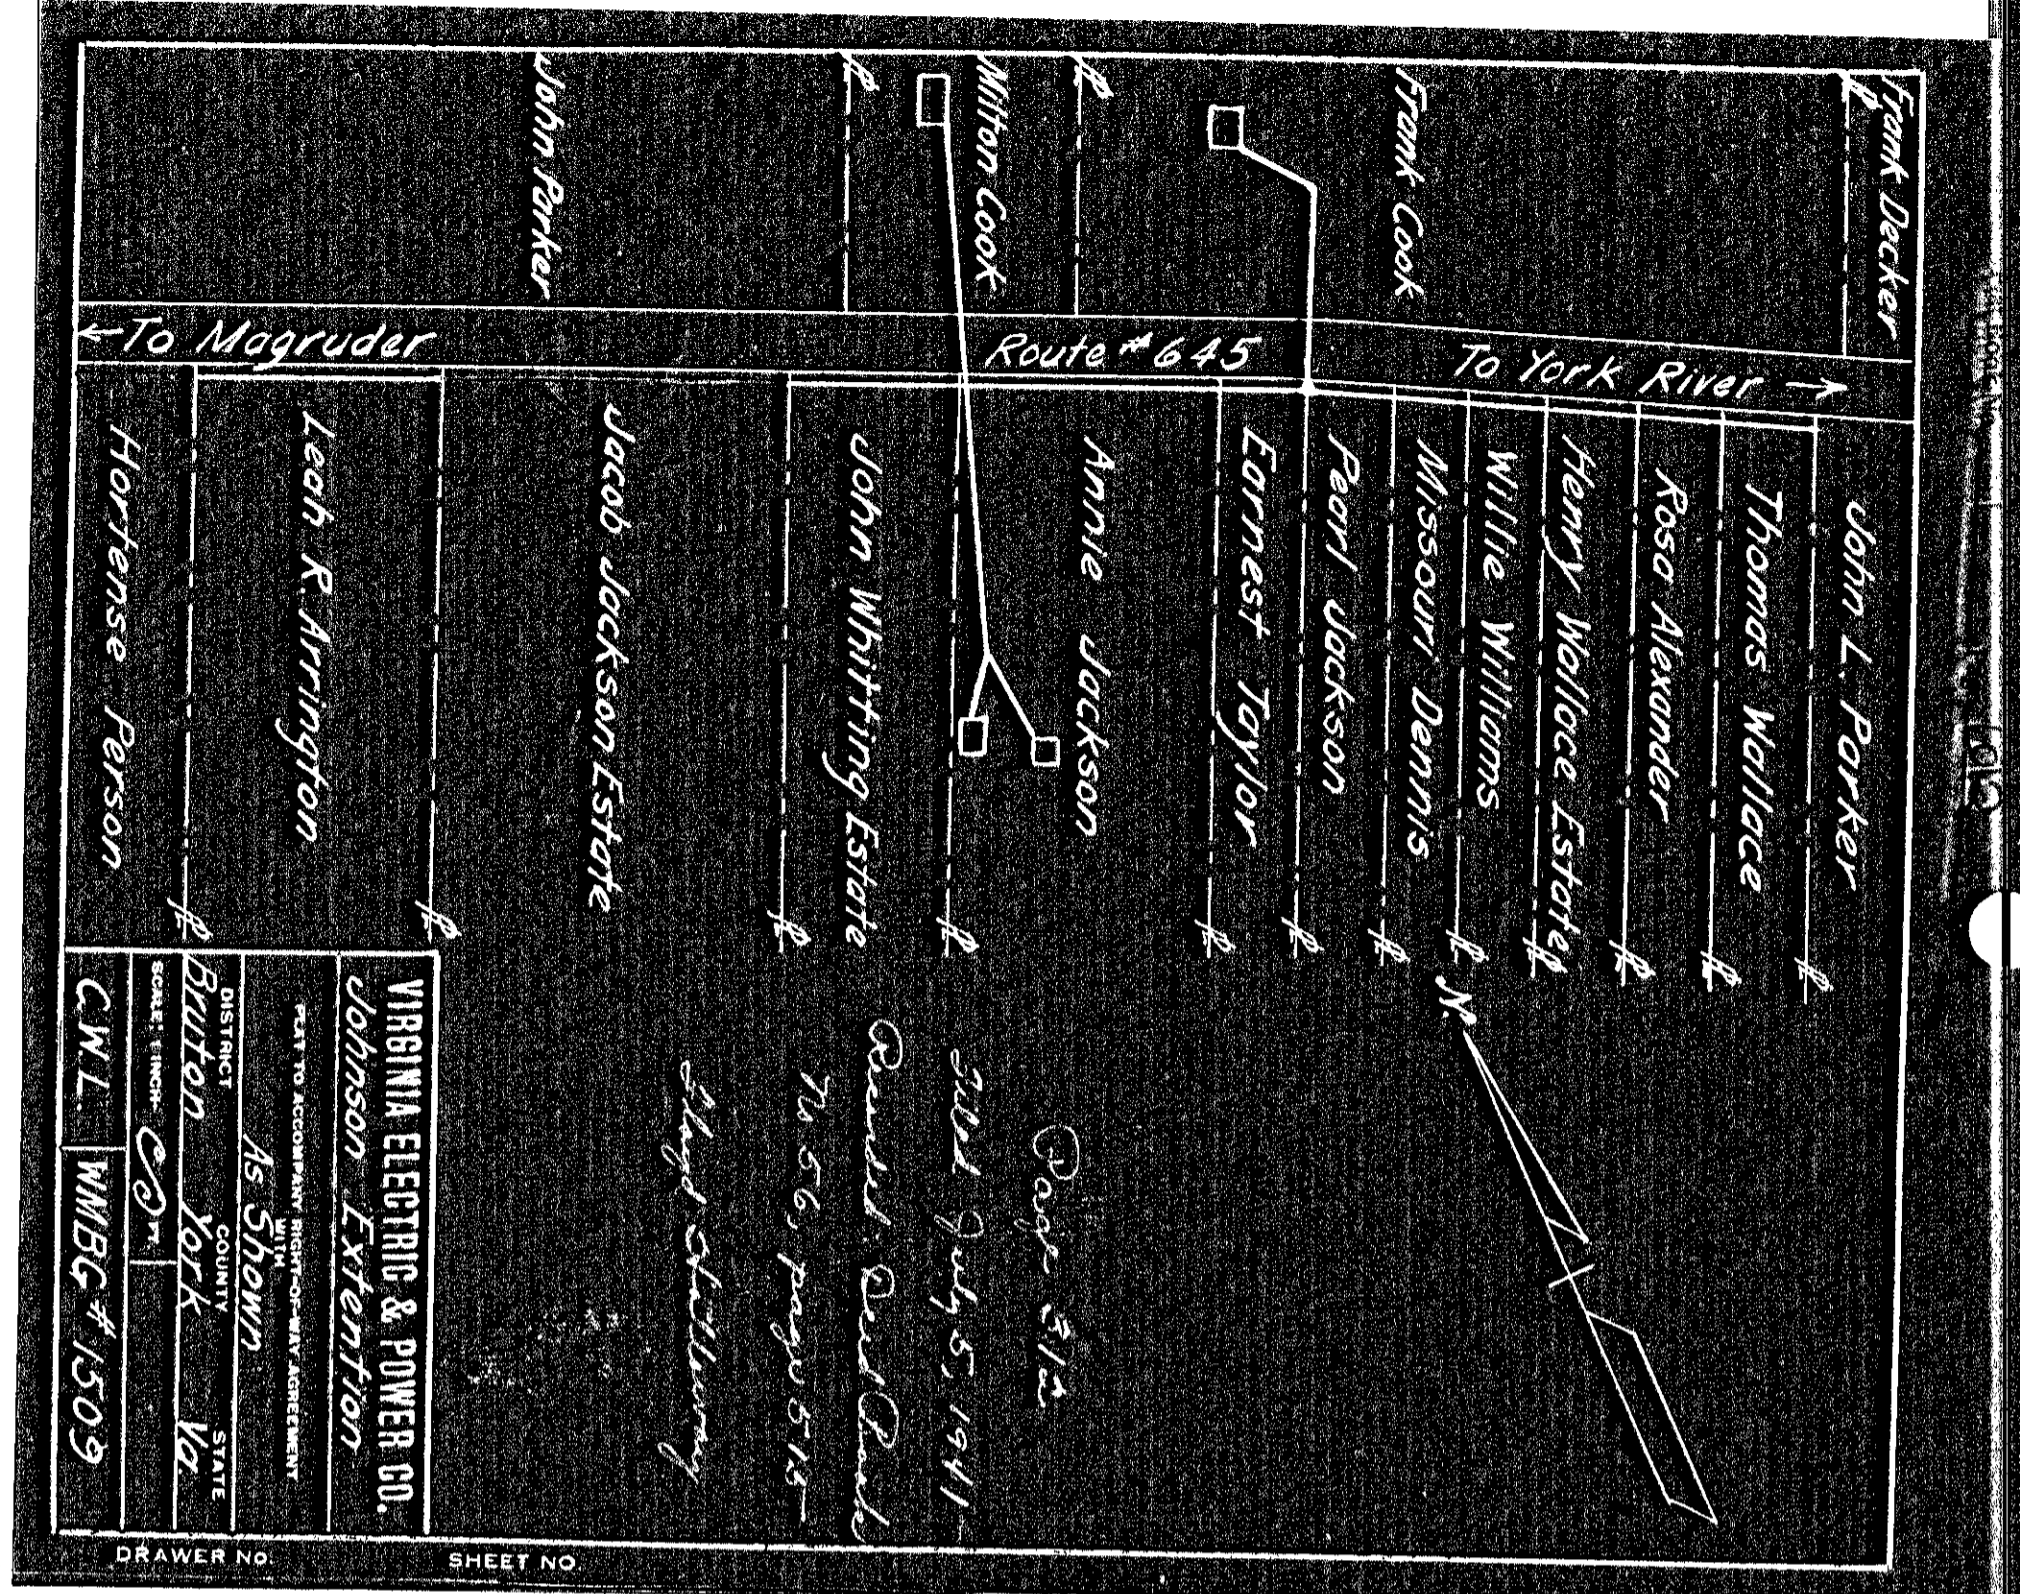 John Parker
Milton Cook
Frank Cook
Frank Decker
← To Magruder
Route # 645
To York River →
Hortense Person
Leah R. Arrington
Jacob Jackson Estate
John Whitting Estate
Annie Jackson
Earnest Taylor
Pearl Jackson
Missouri Dennis
Willie Williams
Henry Wallace Estate
Rosa Alexander
Thomas Wallace
John L. Parker
N.
Page 512
Filed July 5, 1941
Recorded: Deed Book
No 56, page 515
VIRGINIA ELECTRIC & POWER CO.
Johnson Extention
PLAT TO ACCOMPANY RIGHT-OF-WAY AGREEMENT
WITH
As Shown
DISTRICT COUNTY STATE
Bruton York Va.
SCALE: 1 INCH=
C.W.L. WMBG # 1509
DRAWER NO. SHEET NO.